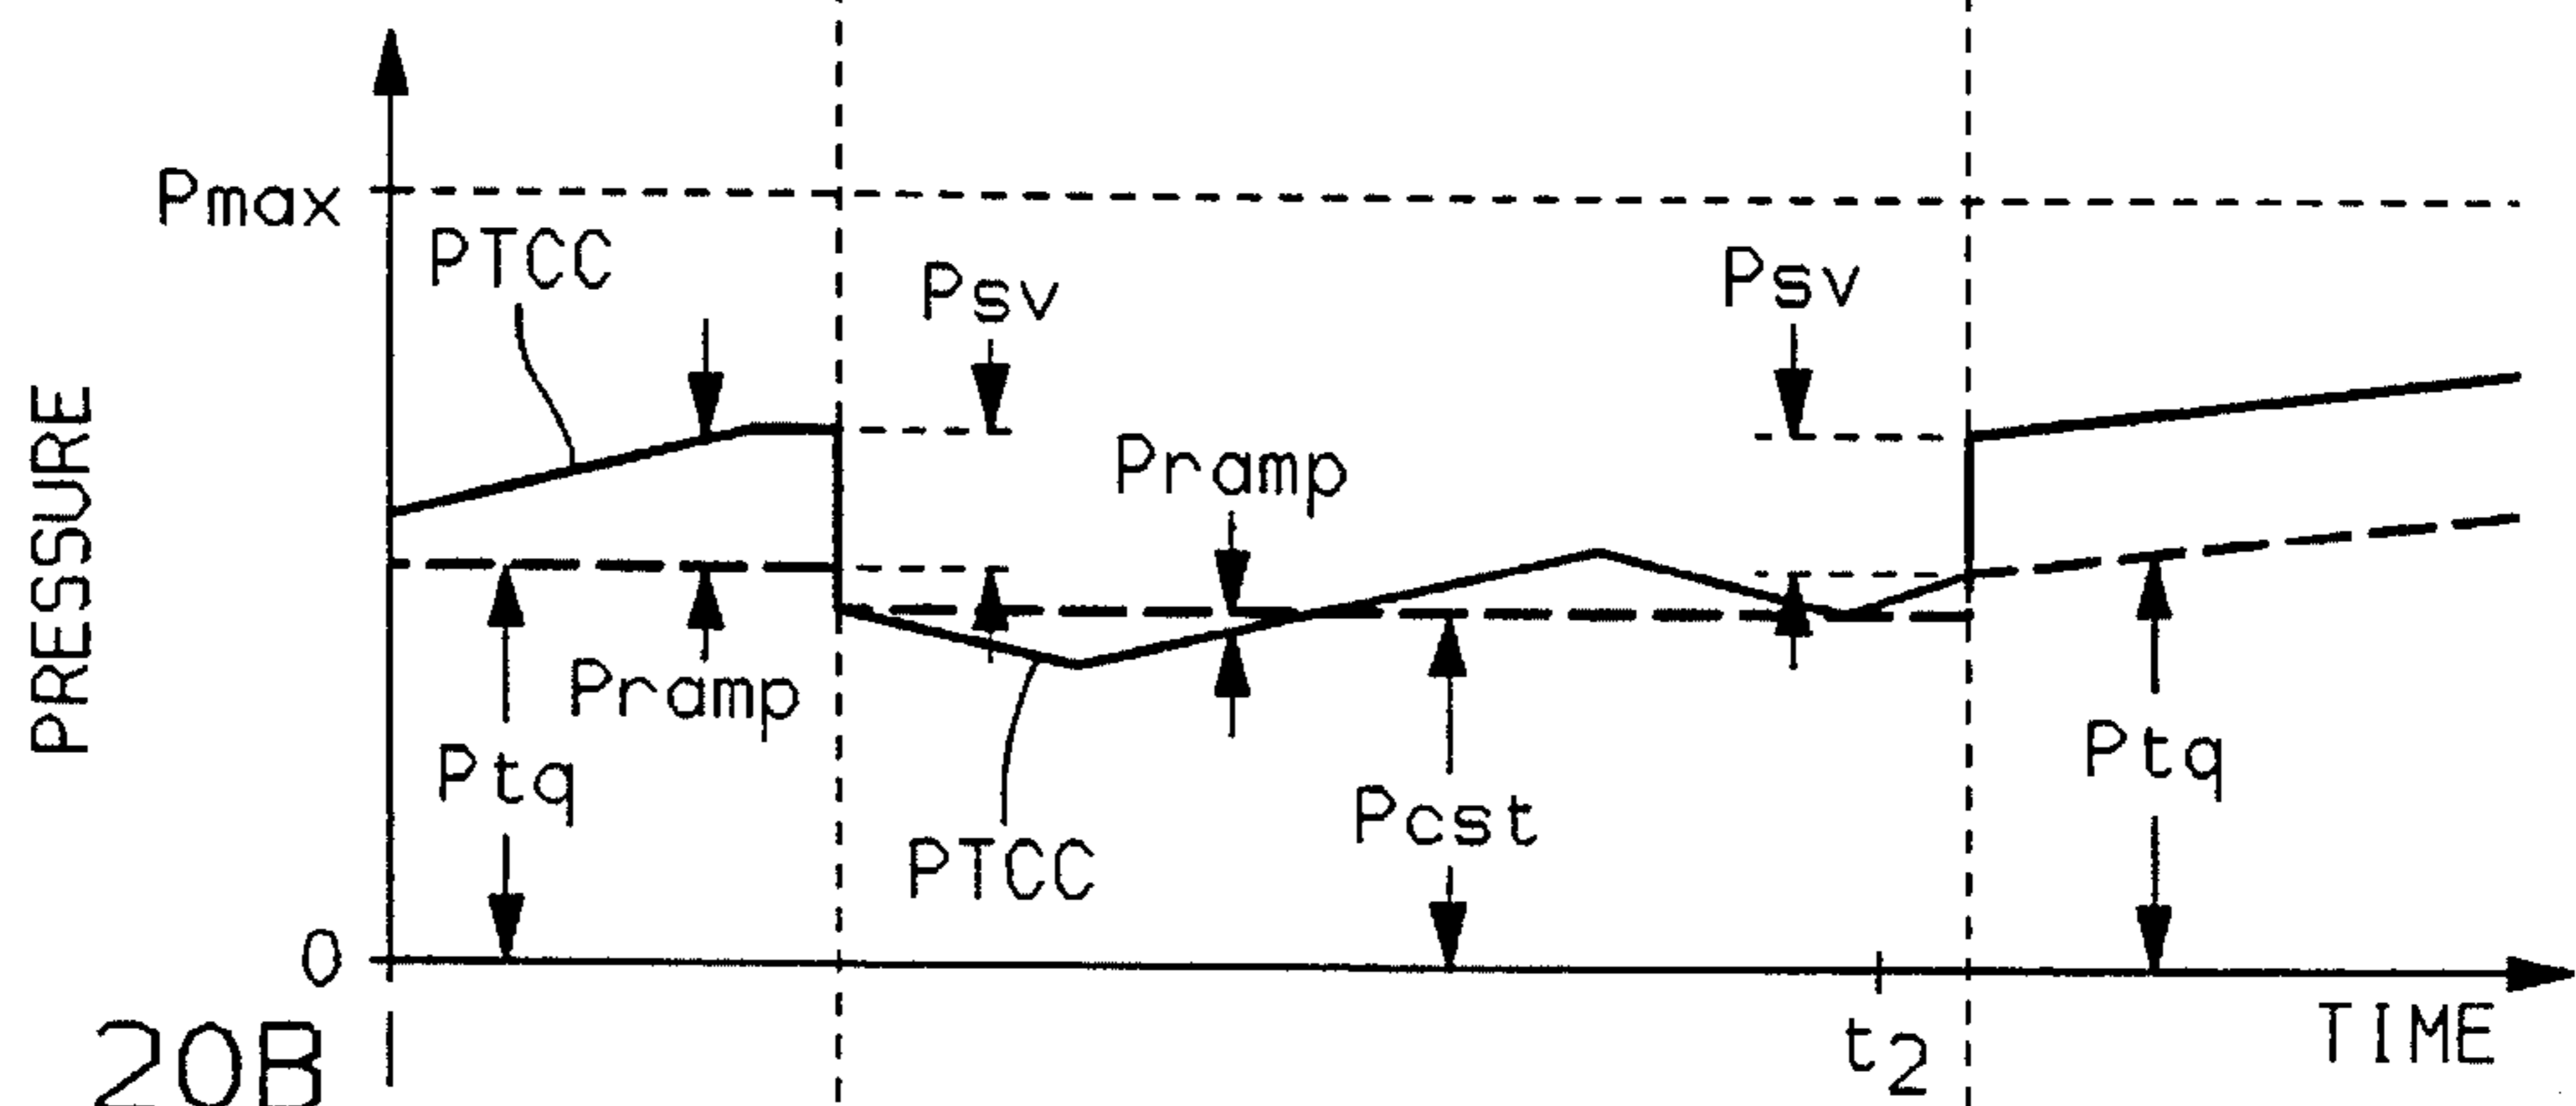 Pmax
PTCC
Psv
Psv
Pramp
PRESSURE
Pramp
Ptq
Ptq
Pcst
PTCC
0
t2
TIME
20B